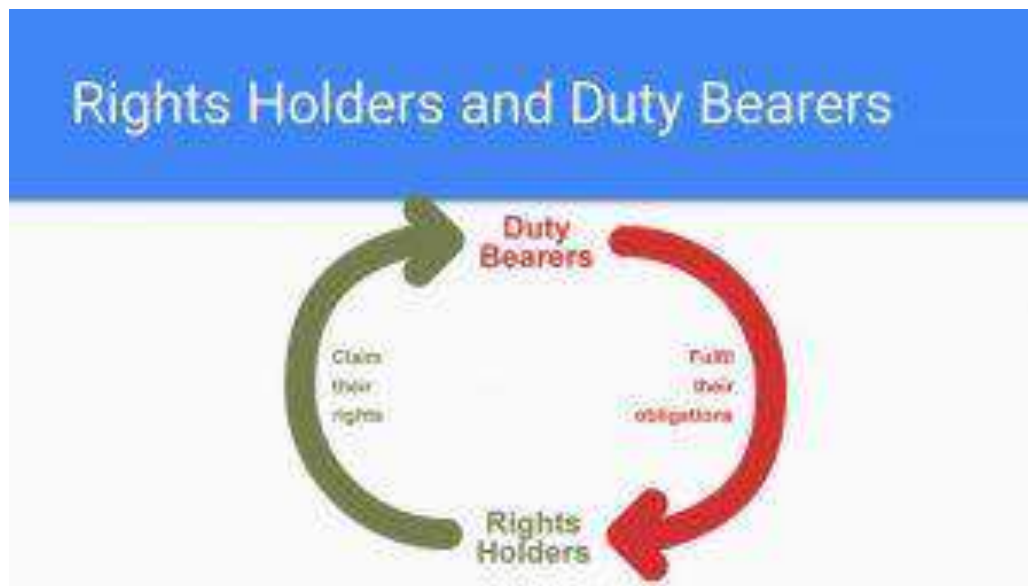 Rights Holders and Duty Bearers
Duty
Bearers
Claim
their
rights
Fulfil
their
obligations
Rights
Holders